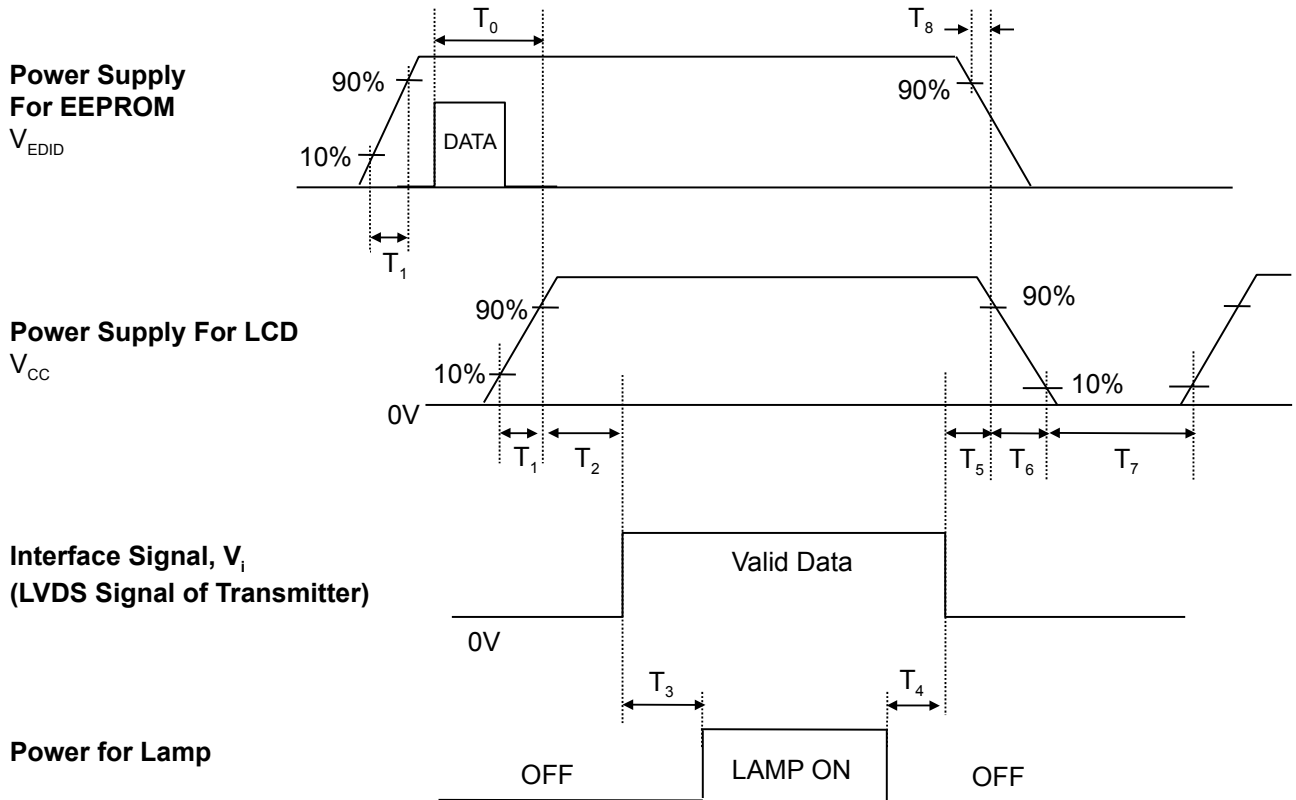 T₀
T₈
Power Supply
For EEPROM
V_EDID
90%
10%
DATA
90%
T₁
Power Supply For LCD
V_CC
90%
10%
0V
90%
10%
T₁
T₂
T₅
T₆
T₇
Interface Signal, Vᵢ
(LVDS Signal of Transmitter)
Valid Data
0V
T₃
T₄
Power for Lamp
OFF
LAMP ON
OFF